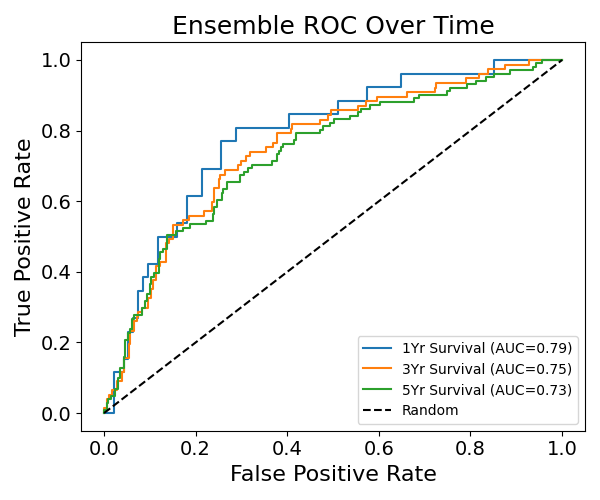 Ensemble ROC Over Time
True Positive Rate
1.0
0.8
0.6
0.4
0.2
0.0
1Yr Survival (AUC=0.79)
3Yr Survival (AUC=0.75)
5Yr Survival (AUC=0.73)
Random
0.0 0.2 0.4 0.6 0.8 1.0
False Positive Rate